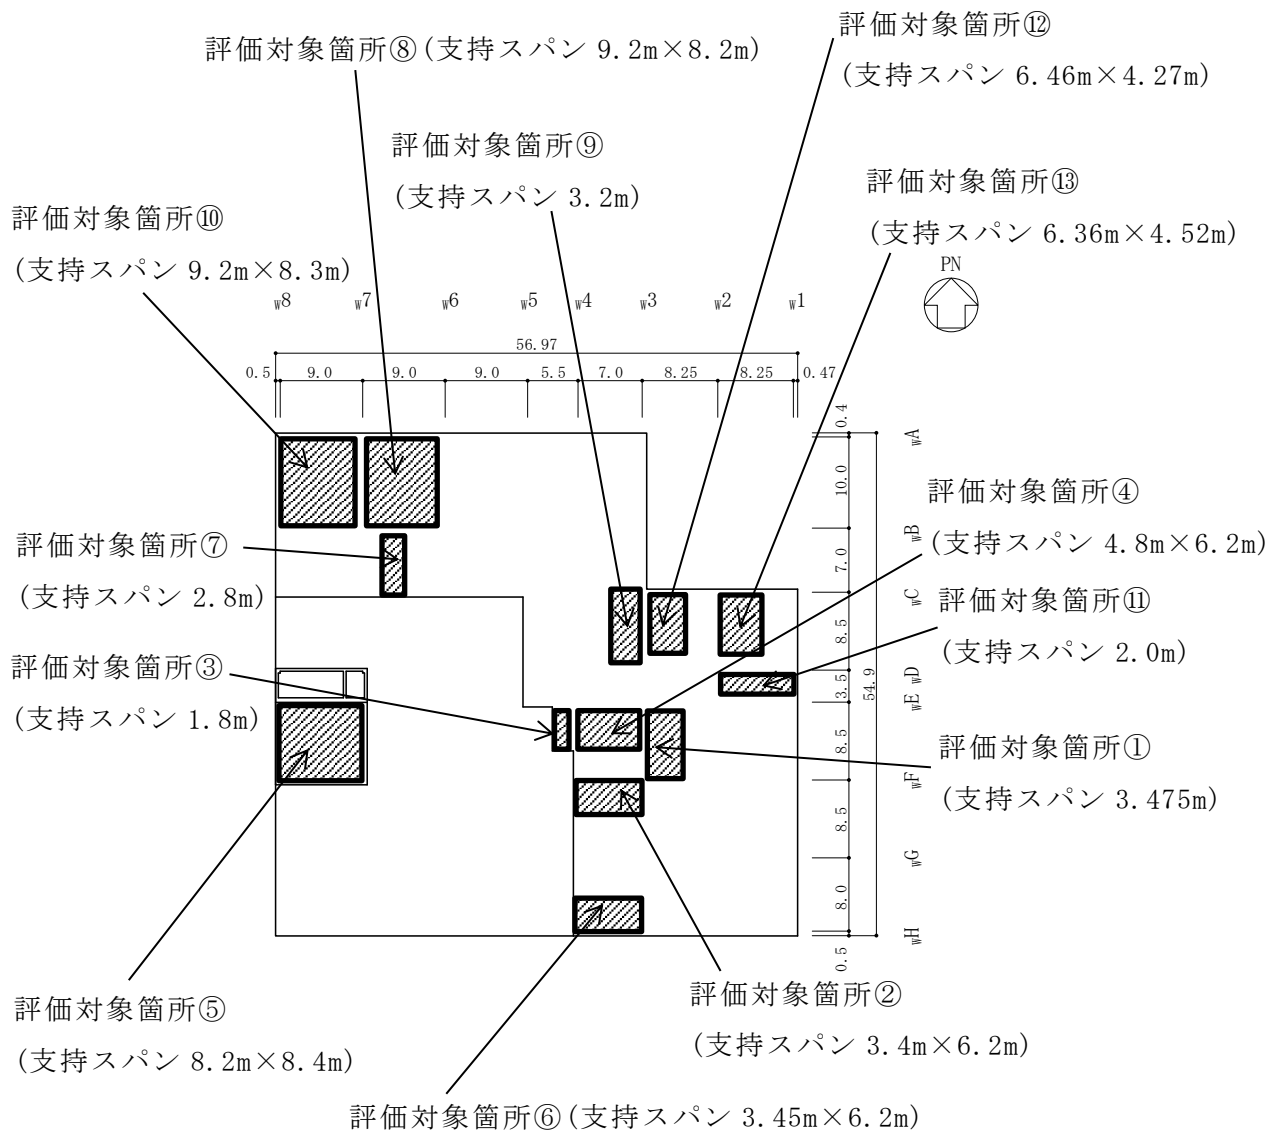 評価対象箇所⑫
(支持スパン 6.46m×4.27m)
評価対象箇所⑧(支持スパン 9.2m×8.2m)
評価対象箇所⑨
(支持スパン 3.2m)
評価対象箇所⑬
(支持スパン 6.36m×4.52m)
評価対象箇所⑩
(支持スパン 9.2m×8.3m)
PN
W8 W7 W6 W5 W4 W3 W2 W1
56.97
0.5 9.0 9.0 9.0 5.5 7.0 8.25 8.25 0.47
0.4
WA
10.0
評価対象箇所④
(支持スパン 4.8m×6.2m)
WB
7.0
評価対象箇所⑦
(支持スパン 2.8m)
WC
評価対象箇所⑪
(支持スパン 2.0m)
8.5
評価対象箇所③
(支持スパン 1.8m)
WD
3.5
54.9
WE
8.5
評価対象箇所①
(支持スパン 3.475m)
WF
8.5
WG
8.0
WH
0.5
評価対象箇所⑤
(支持スパン 8.2m×8.4m)
評価対象箇所②
(支持スパン 3.4m×6.2m)
評価対象箇所⑥(支持スパン 3.45m×6.2m)